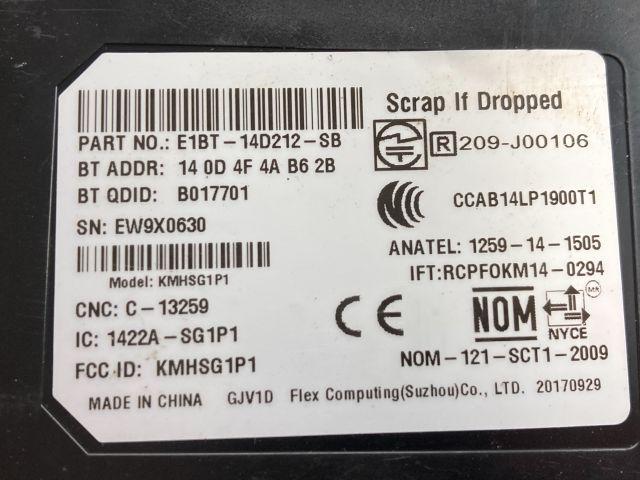 Scrap If Dropped
PART NO.: E1BT-14D212-SB
R 209-J00106
BT ADDR: 14 0D 4F 4A B6 2B
BT QDID: B017701
CCAB14LP1900T1
SN: EW9X0630
ANATEL: 1259-14-1505
IFT:RCPFOKM14-0294
Model: KMHSG1P1
CNC: C-13259
CE
NOM
MR
NYCE
IC: 1422A-SG1P1
NOM-121-SCT1-2009
FCC ID: KMHSG1P1
MADE IN CHINA GJV1D Flex Computing(Suzhou)Co., LTD. 20170929